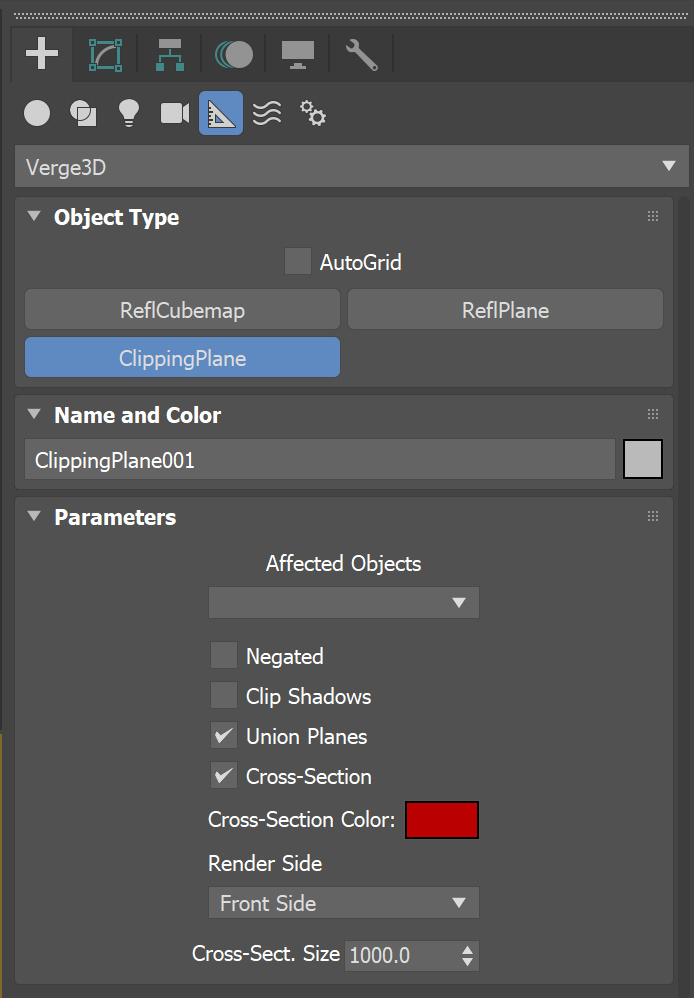 Verge3D
Object Type
AutoGrid
ReflCubemap ReflPlane
ClippingPlane
Name and Color
ClippingPlane001
Parameters
Affected Objects
Negated
Clip Shadows
Union Planes
Cross-Section
Cross-Section Color:
Render Side
Front Side
Cross-Sect. Size 1000.0